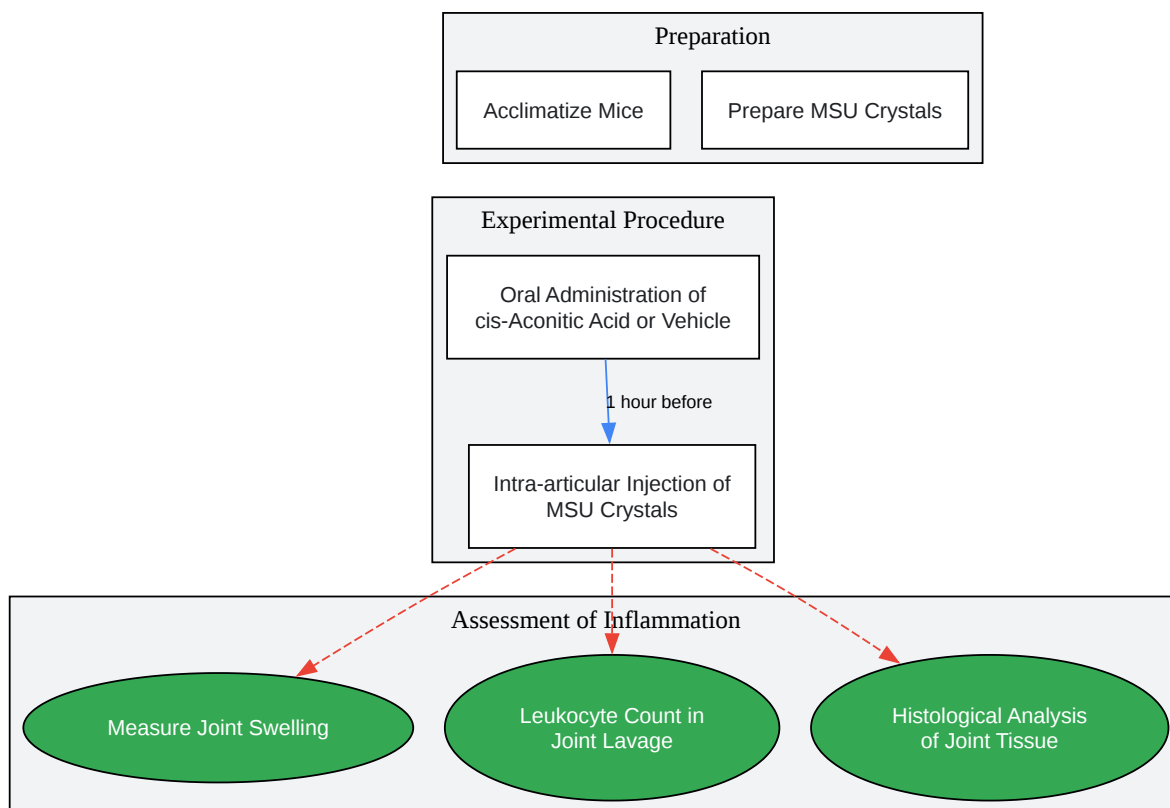 Preparation
Acclimatize Mice
Prepare MSU Crystals
Experimental Procedure
Oral Administration of
cis-Aconitic Acid or Vehicle
1 hour before
Intra-articular Injection of
MSU Crystals
Assessment of Inflammation
Measure Joint Swelling
Leukocyte Count in
Joint Lavage
Histological Analysis
of Joint Tissue